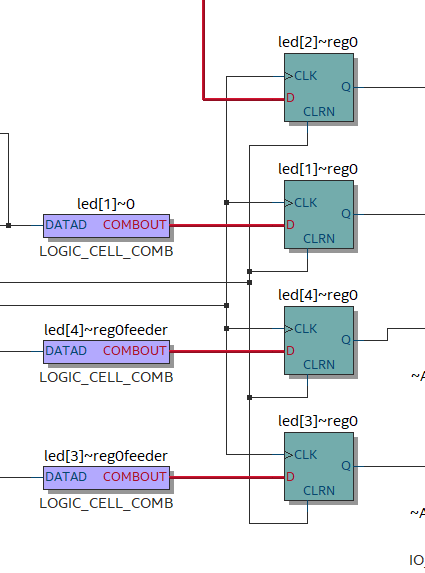 led[2]~reg0
CLK
Q
D
CLRN
led[1]~reg0
led[1]~0
CLK
Q
DATAD COMBOUT
D
CLRN
LOGIC_CELL_COMB
led[4]~reg0
led[4]~reg0feeder
CLK
Q
DATAD COMBOUT
D
CLRN
LOGIC_CELL_COMB
~A
led[3]~reg0
led[3]~reg0feeder
CLK
Q
DATAD COMBOUT
D
CLRN
LOGIC_CELL_COMB
~A
IO_